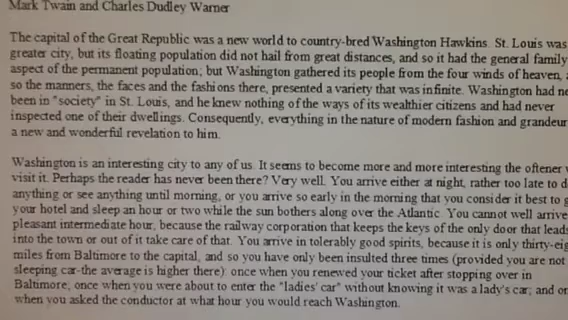 Mark Twain and Charles Dudley Warner
The capital of the Great Republic was a new world to country-bred Washington Hawkins. St. Louis was
greater city, but its floating population did not hail from great distances, and so it had the general family
aspect of the permanent population; but Washington gathered its people from the four winds of heaven,
so the manners, the faces and the fashions there, presented a variety that was infinite. Washington had
been in "society" in St. Louis, and he knew nothing of the ways of its wealthier citizens and had never
inspected one of their dwellings. Consequently, everything in the nature of modern fashion and grandeur
a new and wonderful revelation to him.
Washington is an interesting city to any of us. It seems to become more and more interesting the oftener
visit it. Perhaps the reader has never been there? Very well. You arrive either at night, rather too late to
anything or see anything until morning, or you arrive so early in the morning that you consider it best to
your hotel and sleep an hour or two while the sun bothers along over the Atlantic. You cannot well arrive
pleasant intermediate hour, because the railway corporation that keeps the keys of the only door that leads
into the town or out of it take care of that. You arrive in tolerably good spirits, because it is only
miles from Baltimore to the capital, and so you have only been insulted three times (provided you are not
sleeping car-the average is higher there): once when you renewed your ticket after stopping over in
Baltimore, once when you were about to enter the "ladies' car" without knowing it was a lady's car, and
when you asked the conductor at what hour you would reach Washington.